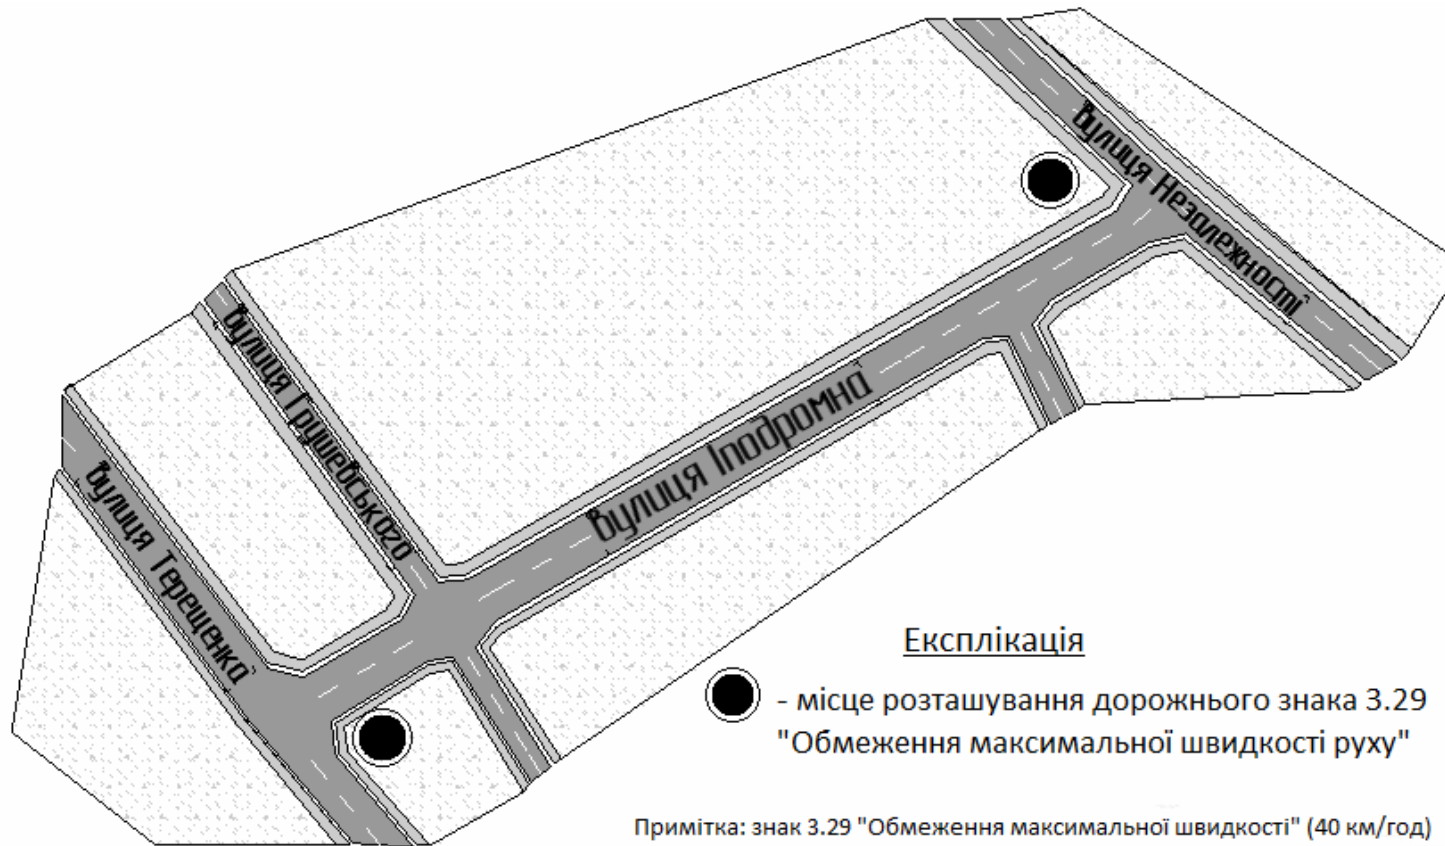 вулиця Незалежності
вулиця Грушевського
вулиця Іподромна
вулиця Терещенка
Експлікація
- місце розташування дорожнього знака 3.29
"Обмеження максимальної швидкості руху"
Примітка: знак 3.29 "Обмеження максимальної швидкості" (40 км/год)